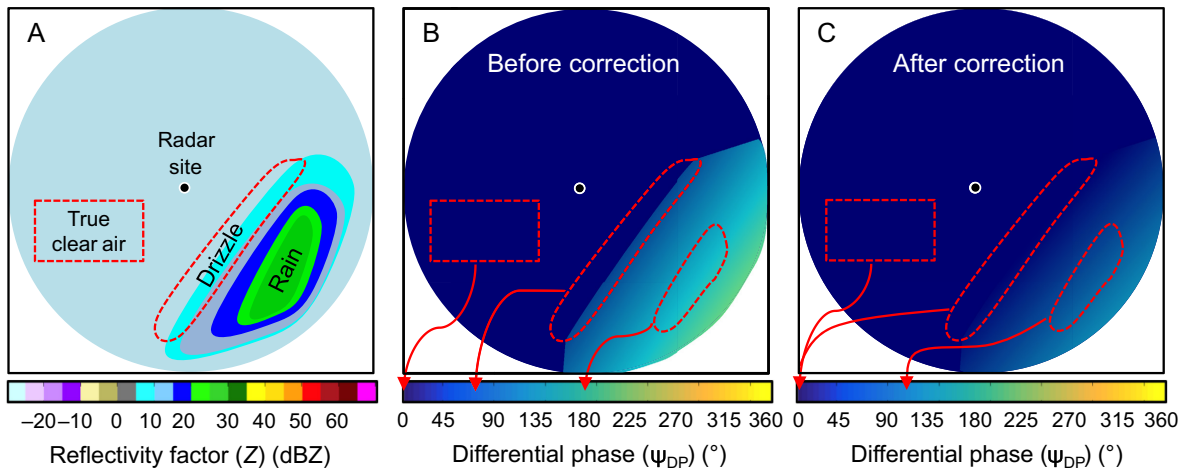 A
Radar
site
True
clear air
Drizzle
Rain
–20 –10 0 10 20 30 40 50 60
Reflectivity factor (Z) (dBZ)
B
Before correction
0 45 90 135 180 225 270 315 360
Differential phase (ΨDP) (°)
C
After correction
0 45 90 135 180 225 270 315 360
Differential phase (ΨDP) (°)